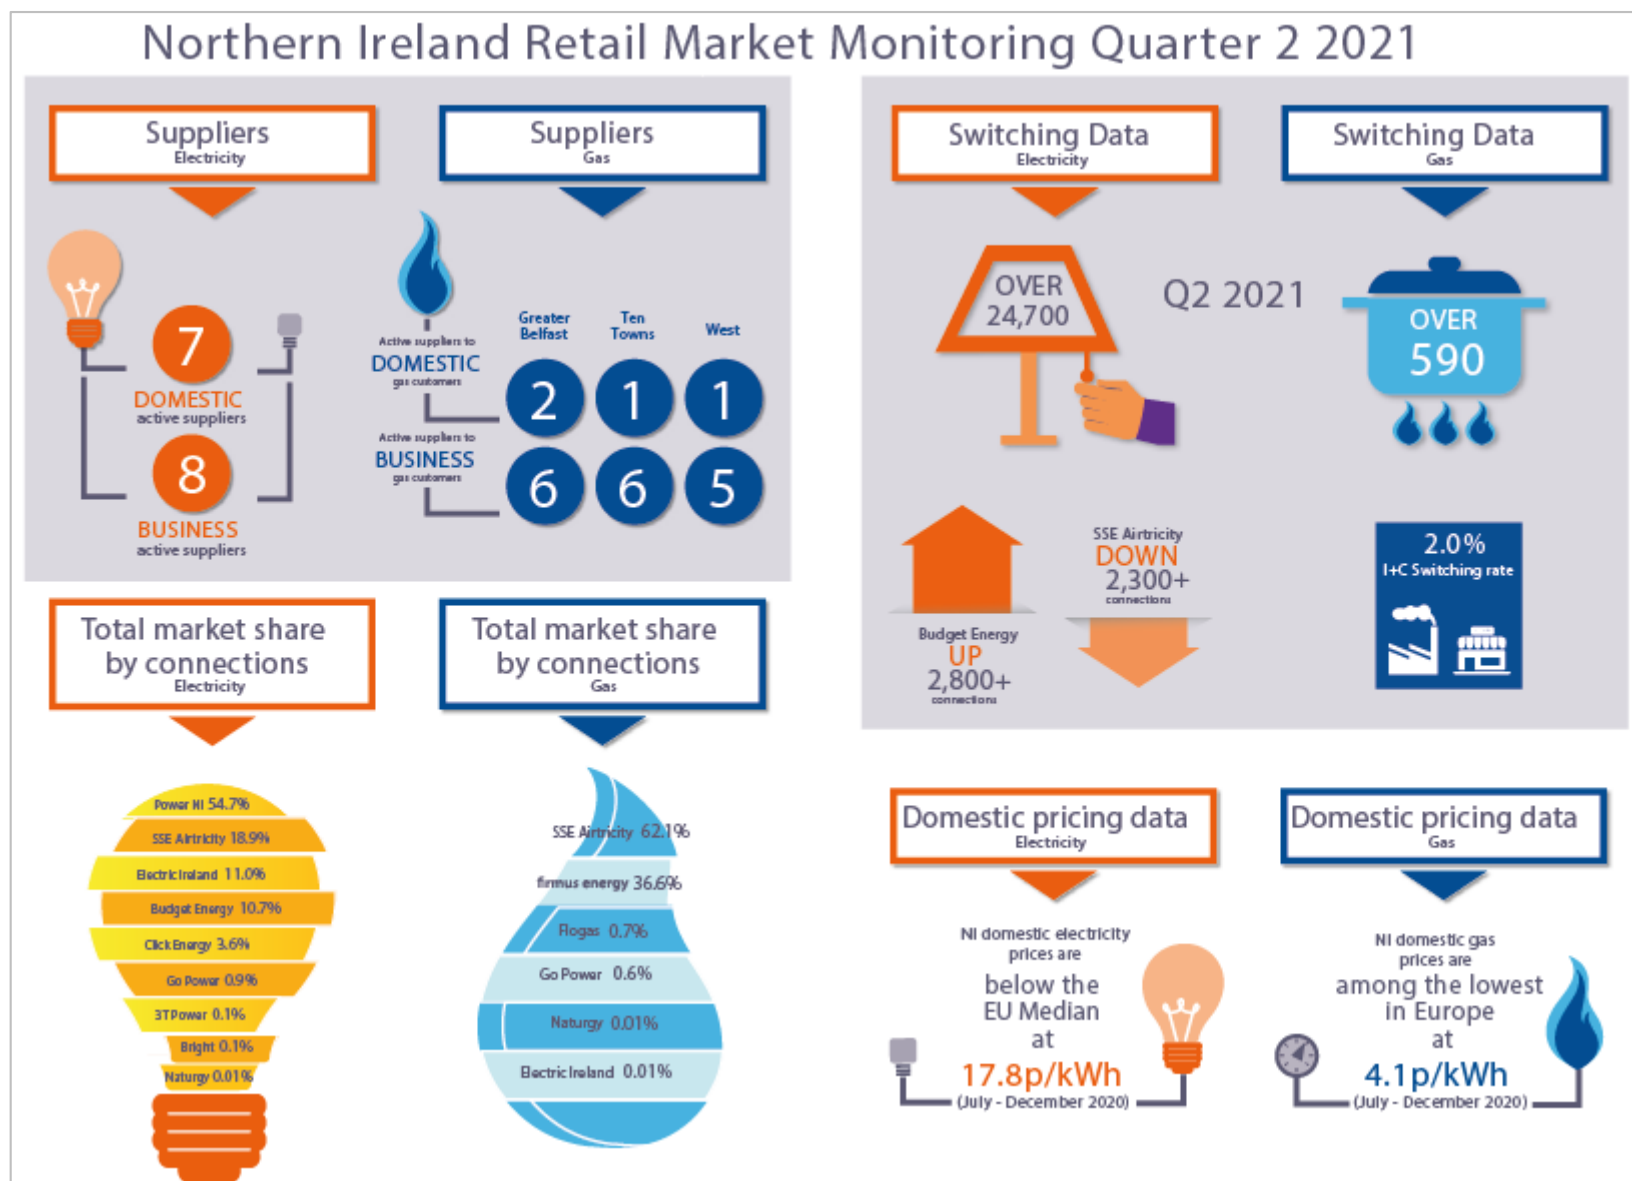 Northern Ireland Retail Market Monitoring Quarter 2 2021
Suppliers
Electricity
7
DOMESTIC
active suppliers
8
BUSINESS
active suppliers
Suppliers
Gas
Greater
Belfast
Ten
Towns
West
Active suppliers to
DOMESTIC
gas customers
2 1 1
Active suppliers to
BUSINESS
gas customers
6 6 5
Switching Data
Electricity
OVER
24,700
Q2 2021
Switching Data
Gas
OVER
590
Budget Energy
UP
2,800+
connections
SSE Airtricity
DOWN
2,300+
connections
2.0%
I+C Switching rate
Total market share
by connections
Electricity
Power NI 54.7%
SSE Airtricity 18.9%
Electric Ireland 11.0%
Budget Energy 10.7%
Click Energy 3.6%
Go Power 0.9%
3T Power 0.1%
Bright 0.1%
Naturgy 0.01%
Total market share
by connections
Gas
SSE Airtricity 62.1%
firmus energy 36.6%
Flogas 0.7%
Go Power 0.6%
Naturgy 0.01%
Electric Ireland 0.01%
Domestic pricing data
Electricity
NI domestic electricity
prices are
below the
EU Median
at
17.8p/kWh
(July - December 2020)
Domestic pricing data
Gas
NI domestic gas
prices are
among the lowest
in Europe
at
4.1p/kWh
(July - December 2020)